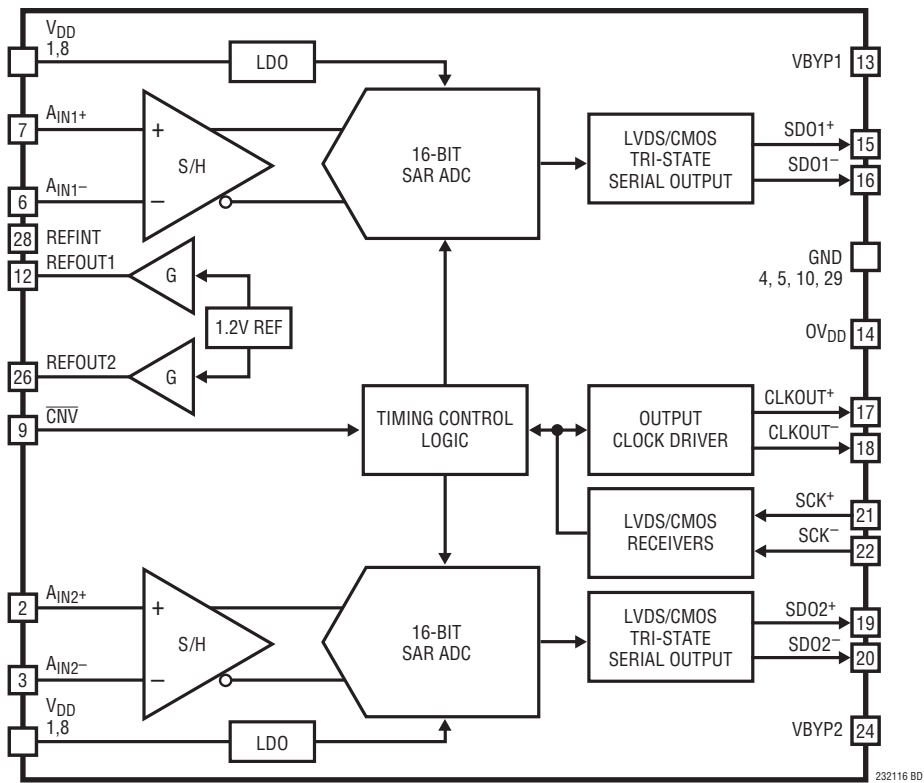 VDD
1,8
LDO
VBYP1
13
AIN1+
7
+
S/H
–
AIN1–
6
16-BIT
SAR ADC
LVDS/CMOS
TRI-STATE
SERIAL OUTPUT
SDO1+
15
SDO1–
16
28
REFINT
12
REFOUT1
G
1.2V REF
GND
4, 5, 10, 29
OVDD
14
26
REFOUT2
G
9
CNV
TIMING CONTROL
LOGIC
OUTPUT
CLOCK DRIVER
CLKOUT+
17
CLKOUT–
18
LVDS/CMOS
RECEIVERS
SCK+
21
SCK–
22
AIN2+
2
+
S/H
–
AIN2–
3
16-BIT
SAR ADC
LVDS/CMOS
TRI-STATE
SERIAL OUTPUT
SDO2+
19
SDO2–
20
VDD
1,8
LDO
VBYP2
24
232116 BD